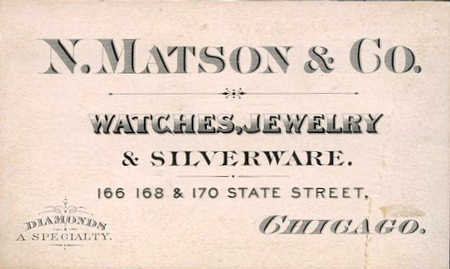 N. MATSON & CO.
WATCHES, JEWELRY
& SILVERWARE.
166 168 & 170 STATE STREET,
CHICAGO.
DIAMONDS
A SPECIALTY.